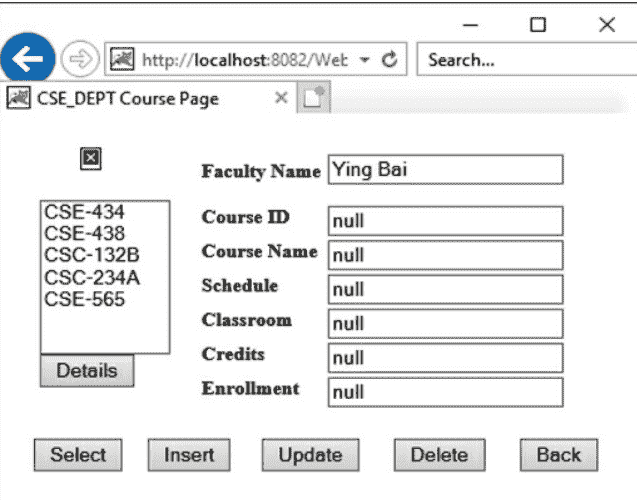 http://localhost:8082/Web
Search...
CSE_DEPT Course Page
Faculty Name Ying Bai
CSE-434
CSE-438
CSC-132B
CSC-234A
CSE-565
Details
Course ID null
Course Name null
Schedule null
Classroom null
Credits null
Enrollment null
Select Insert Update Delete Back